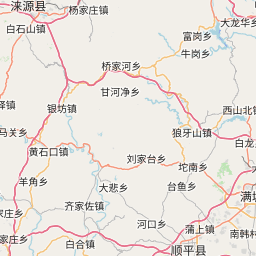 涞源县
杨家庄镇
大龙华乡
富岗乡
白石山镇
牛岗乡
桥家河乡
甘河净乡
银坊镇
西山北乡
马关乡
狼牙山镇
黄石口镇
白龙
刘家台乡
坨南乡
羊角乡
大悲乡
台鱼乡
满城
齐家佐镇
家庄乡
河口乡
蒲上镇
南韩村
白合镇
顺平县